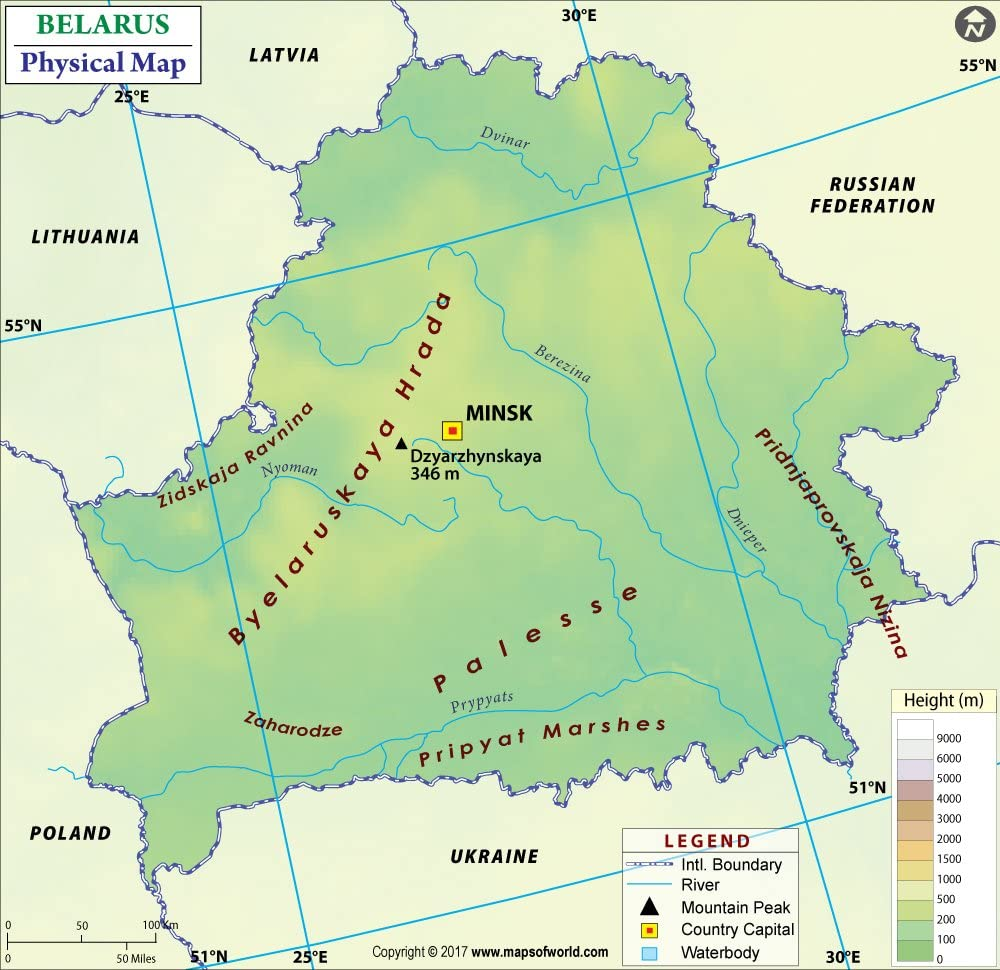 BELARUS
Physical Map
LATVIA
30°E
N
55°N
25°E
Dvinar
RUSSIAN
FEDERATION
LITHUANIA
55°N
Byelaruskaya Hrada
Berezina
MINSK
Dzyarzhynskaya
346 m
Zidskaja Ravnina
Nyoman
Pridnjaprovskaja Nizina
Dnieper
Palesse
Prypyats
Zaharodze
Pripyat Marshes
Height (m)
9000
6000
5000
4000
3000
2000
1500
1000
500
200
100
0
51°N
POLAND
UKRAINE
LEGEND
Intl. Boundary
River
Mountain Peak
Country Capital
Waterbody
0 50 100 Km
0 50 Miles
51°N
25°E
Copyright © 2017 www.mapsofworld.com
30°E